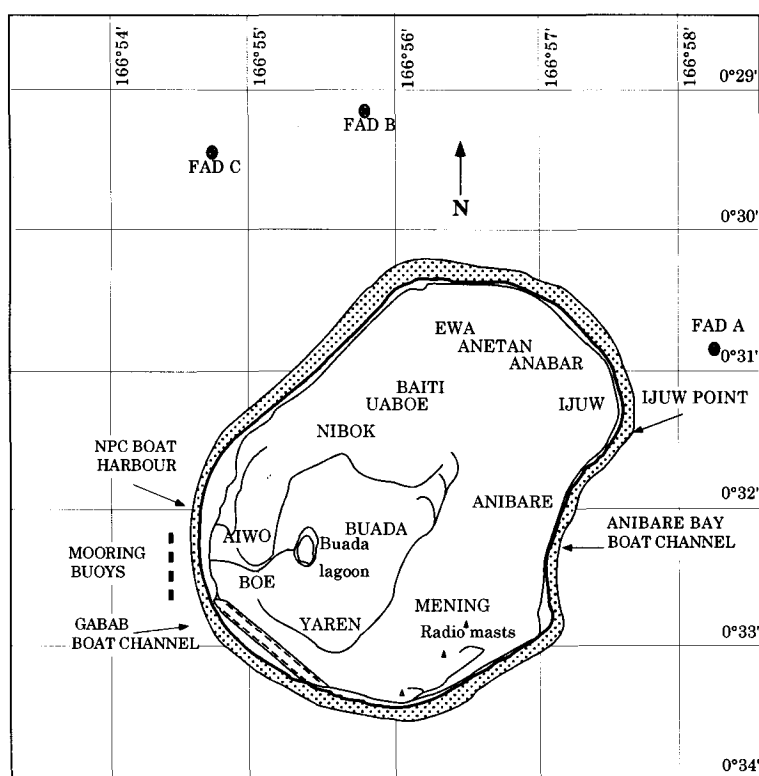 166°54'
166°55'
166°56'
166°57'
166°58'
0°29'
FAD B
FAD C
N
0°30'
FAD A
0°31'
EWA
ANETAN
ANABAR
BAITI
UABOE
IJUW
IJUW POINT
NIBOK
NPC BOAT
HARBOUR
ANIBARE
0°32'
AIWO
BUADA
Buada
lagoon
ANIBARE BAY
BOAT CHANNEL
MOORING
BUOYS
BOE
MENING
Radio masts
YAREN
GABAB
BOAT CHANNEL
0°33'
0°34'